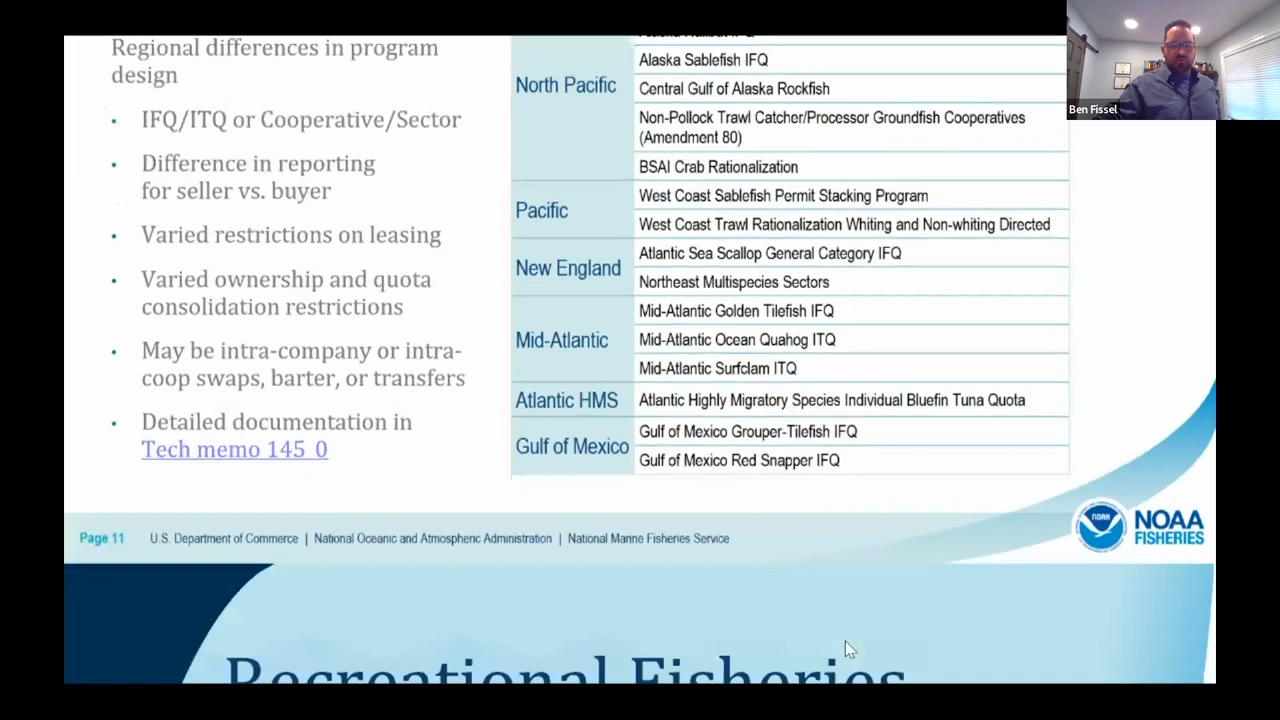 Regional differences in program
design
• IFQ/ITQ or Cooperative/Sector
• Difference in reporting
for seller vs. buyer
• Varied restrictions on leasing
• Varied ownership and quota
consolidation restrictions
• May be intra-company or intra-
coop swaps, barter, or transfers
• Detailed documentation in
Tech memo 145_0
North Pacific
Alaska Sablefish IFQ
Central Gulf of Alaska Rockfish
Non-Pollock Trawl Catcher/Processor Groundfish Cooperatives
(Amendment 80)
BSAI Crab Rationalization
Pacific
West Coast Sablefish Permit Stacking Program
West Coast Trawl Rationalization Whiting and Non-whiting Directed
New England
Atlantic Sea Scallop General Category IFQ
Northeast Multispecies Sectors
Mid-Atlantic
Mid-Atlantic Golden Tilefish IFQ
Mid-Atlantic Ocean Quahog ITQ
Mid-Atlantic Surfclam ITQ
Atlantic HMS
Atlantic Highly Migratory Species Individual Bluefin Tuna Quota
Gulf of Mexico
Gulf of Mexico Grouper-Tilefish IFQ
Gulf of Mexico Red Snapper IFQ
Ben Fissel
Page 11 U.S. Department of Commerce | National Oceanic and Atmospheric Administration | National Marine Fisheries Service
NOAA
NOAA
FISHERIES
Recreational Fisheries